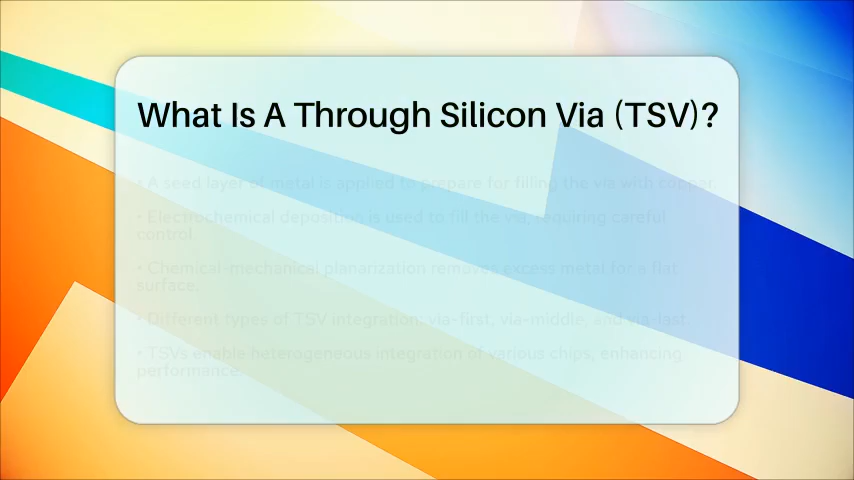 What Is A Through Silicon Via (TSV)?
• A seed layer of metal is applied to prepare for filling the via with copper.
• Electrochemical deposition is used to fill the via, requiring careful
control.
• Chemical-mechanical planarization removes excess metal for a flat
surface.
• Different types of TSV integration: via-first, via-middle, and via-last.
• TSVs enable heterogeneous integration of various chips, enhancing
performance.